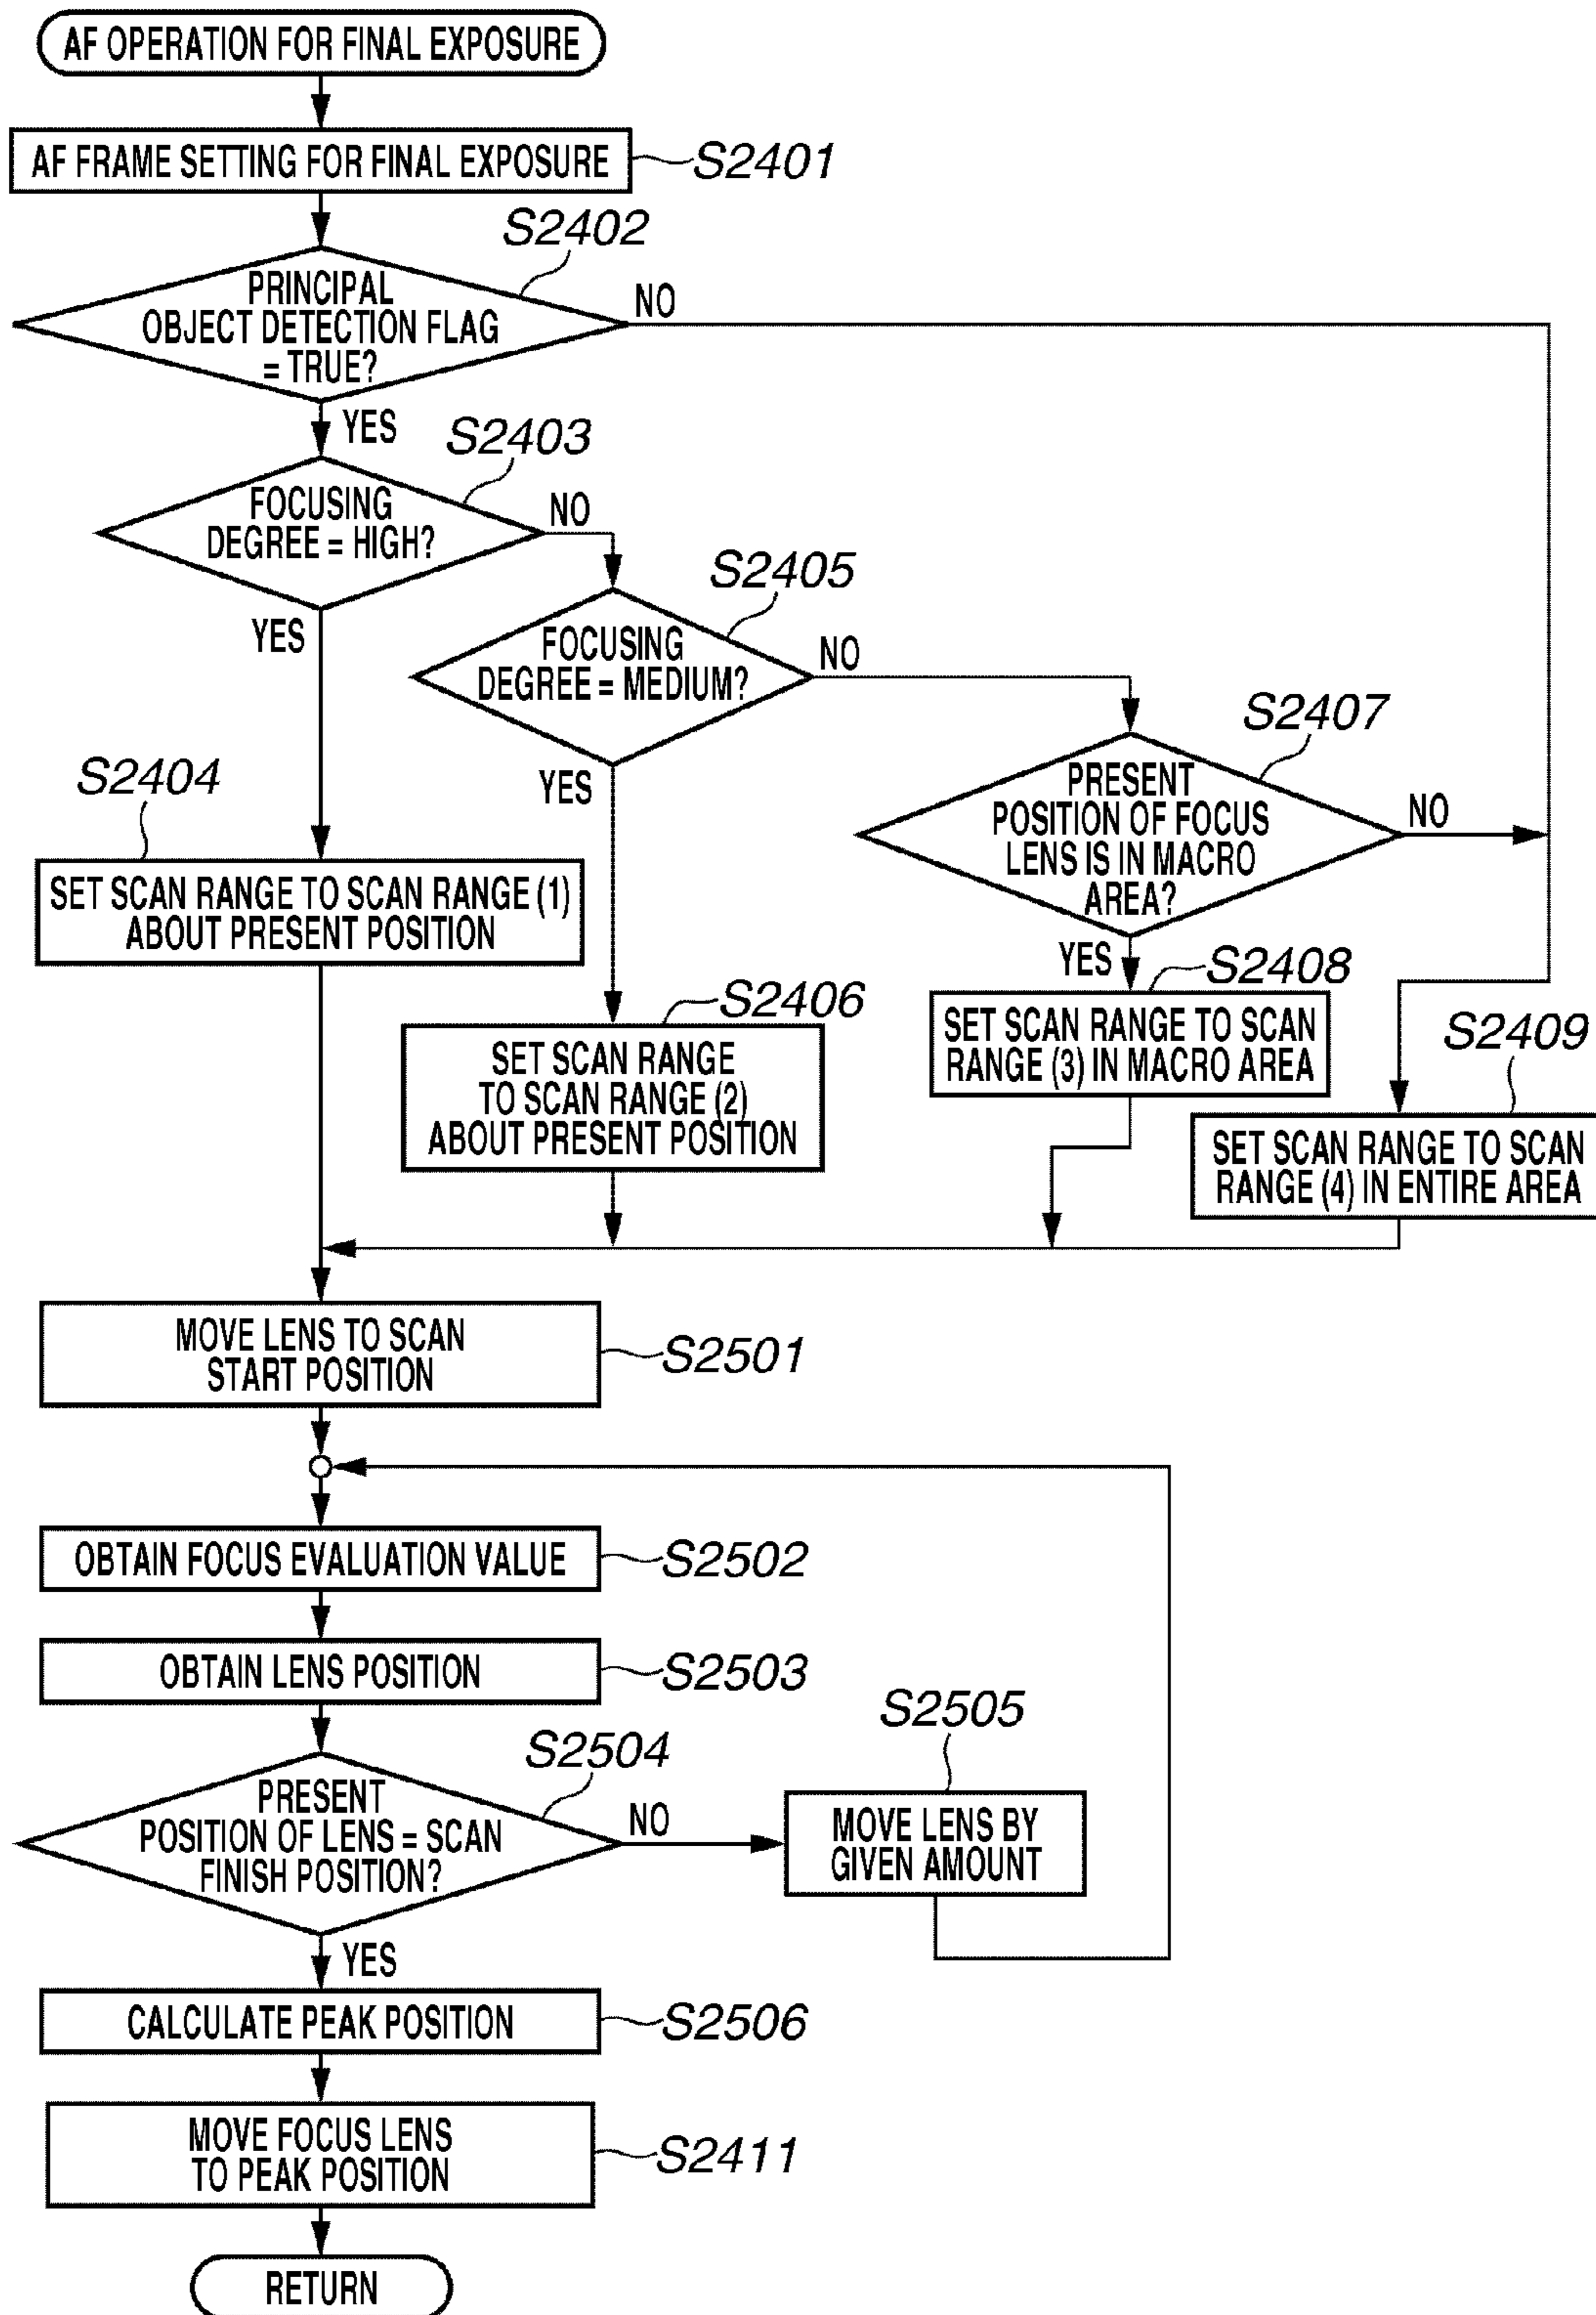 AF OPERATION FOR FINAL EXPOSURE
AF FRAME SETTING FOR FINAL EXPOSURE
S2401
S2402
PRINCIPAL
OBJECT DETECTION FLAG
= TRUE?
NO
YES
S2403
FOCUSING
DEGREE = HIGH?
NO
YES
S2405
FOCUSING
DEGREE = MEDIUM?
NO
YES
S2407
PRESENT
POSITION OF FOCUS
LENS IS IN MACRO
AREA?
NO
YES
S2404
SET SCAN RANGE TO SCAN RANGE (1)
ABOUT PRESENT POSITION
S2406
SET SCAN RANGE
TO SCAN RANGE (2)
ABOUT PRESENT POSITION
S2408
SET SCAN RANGE TO SCAN
RANGE (3) IN MACRO AREA
S2409
SET SCAN RANGE TO SCAN
RANGE (4) IN ENTIRE AREA
MOVE LENS TO SCAN
START POSITION
S2501
OBTAIN FOCUS EVALUATION VALUE
S2502
OBTAIN LENS POSITION
S2503
S2504
PRESENT
POSITION OF LENS = SCAN
FINISH POSITION?
NO
YES
S2505
MOVE LENS BY
GIVEN AMOUNT
CALCULATE PEAK POSITION
S2506
MOVE FOCUS LENS
TO PEAK POSITION
S2411
RETURN